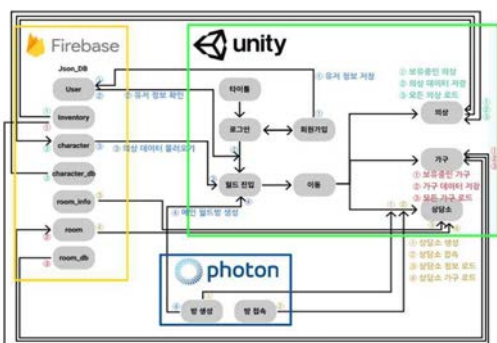 Firebase
Json_DB
User
Inventory
character
character_db
room_info
room
room_db
unity
타이틀
로그인
회원가입
월드 진입
이동
의상
가구
상담소
① 유저 정보 저장
② 유저 정보 확인
③ 의상 데이터 불러오기
④ 메인 월드방 생성
① 보유중인 의상
② 의상 데이터 저장
③ 모든 의상 로드
① 보유중인 가구
② 가구 데이터 저장
③ 모든 가구 로드
① 상담소 생성
② 상담소 접속
③ 상담소 정보 로드
④ 상담소 가구 로드
photon
방 생성
방 접속